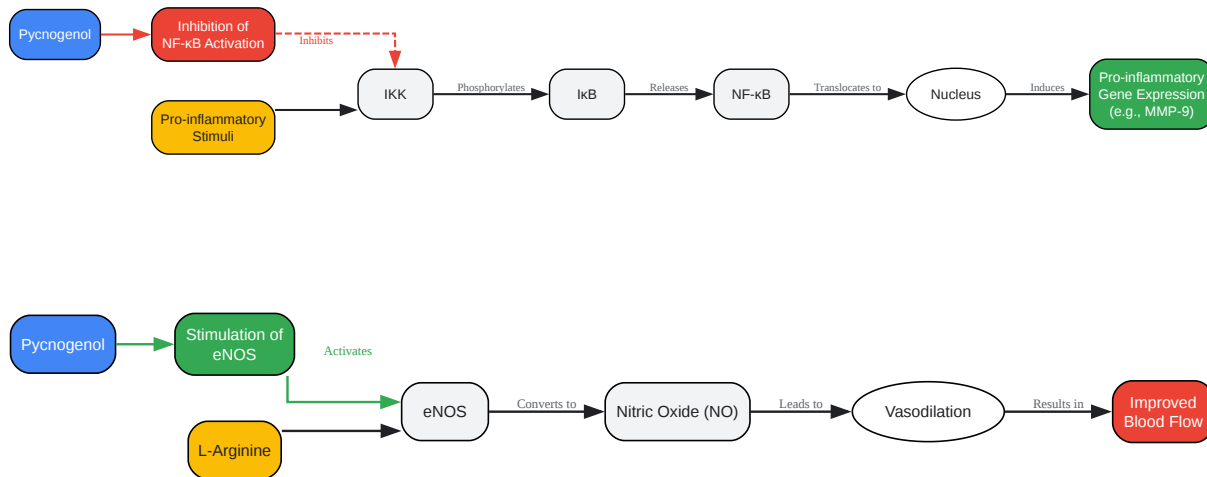 Pycnogenol
Inhibition of
NF-κB Activation
Inhibits
Pro-inflammatory
Stimuli
IKK
Phosphorylates
IκB
Releases
NF-κB
Translocates to
Nucleus
Induces
Pro-inflammatory
Gene Expression
(e.g., MMP-9)
Pycnogenol
Stimulation of
eNOS
Activates
L-Arginine
eNOS
Converts to
Nitric Oxide (NO)
Leads to
Vasodilation
Results in
Improved
Blood Flow